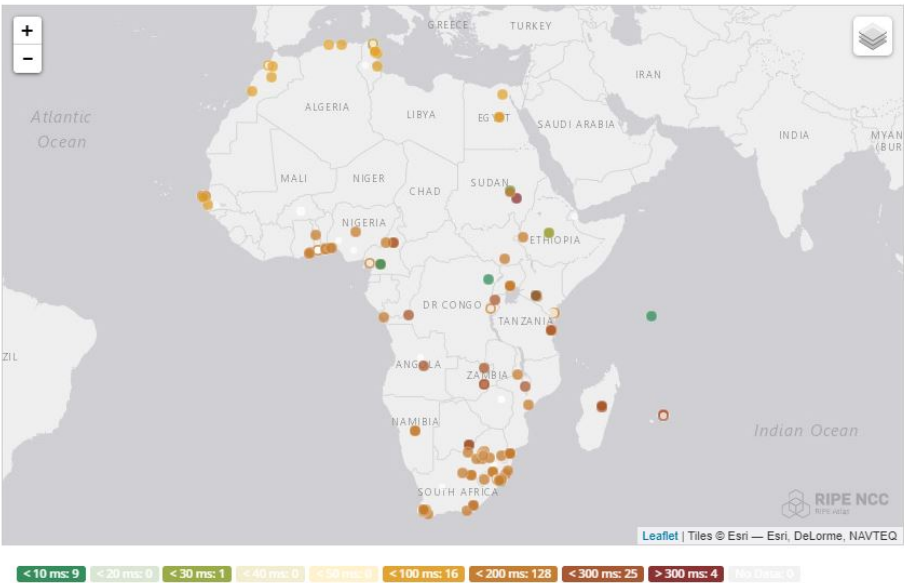 +
−
GREECE
TURKEY
IRAN
Atlantic
Ocean
ALGERIA
LIBYA
EGYPT
SAUDI ARABIA
INDIA
MYAN
(BUR
MALI
NIGER
CHAD
SUDAN
NIGERIA
ETHIOPIA
DR CONGO
TANZANIA
ZIL
ANGOLA
ZAMBIA
NAMIBIA
Indian Ocean
SOUTH AFRICA
RIPE NCC
RIPE Atlas
Leaflet | Tiles © Esri — Esri, DeLorme, NAVTEQ
< 10 ms: 9 < 20 ms: 0 < 30 ms: 1 < 40 ms: 0 < 50 ms: 0 < 100 ms: 16 < 200 ms: 128 < 300 ms: 25 > 300 ms: 4 No Data: 0